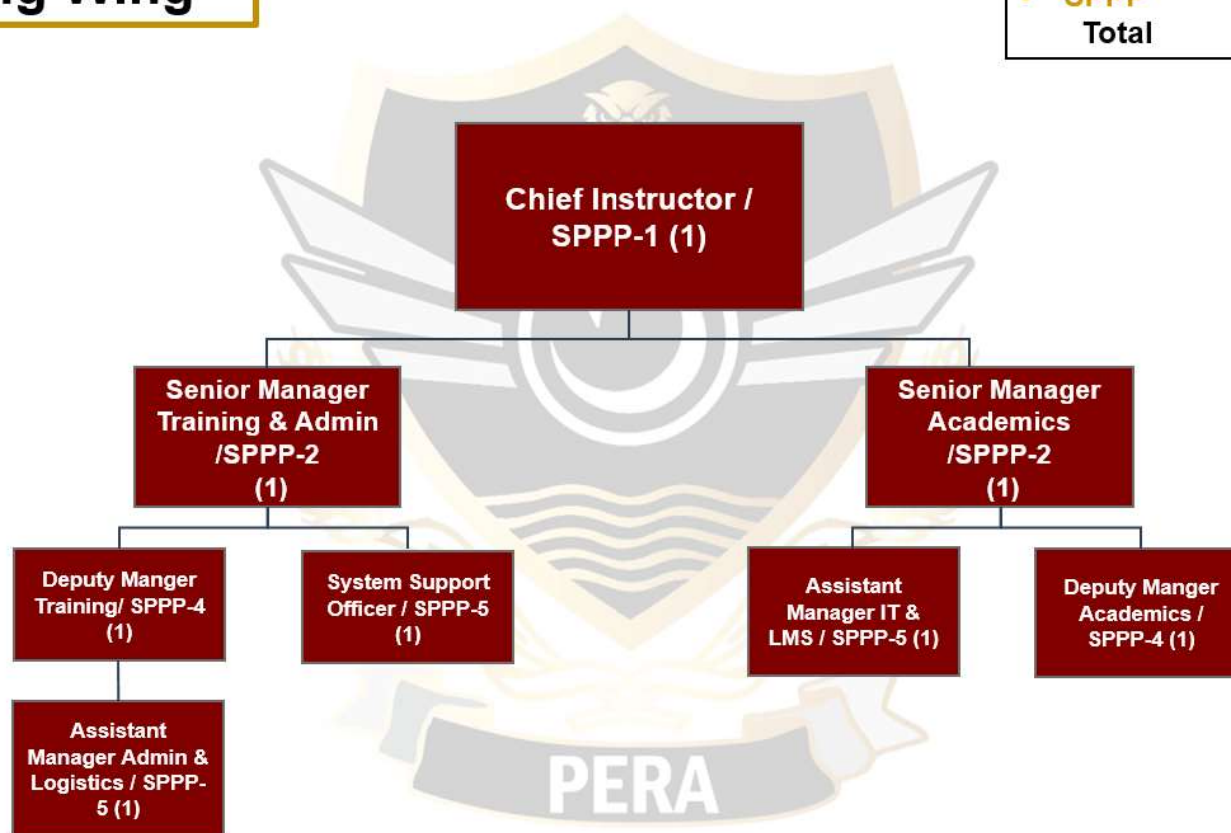 Total
Chief Instructor /
SPPP-1 (1)
Senior Manager
Training & Admin
/SPPP-2
(1)
Senior Manager
Academics
/SPPP-2
(1)
Deputy Manger
Training/ SPPP-4
(1)
System Support
Officer / SPPP-5
(1)
Assistant
Manager IT &
LMS / SPPP-5 (1)
Deputy Manger
Academics /
SPPP-4 (1)
Assistant
Manager Admin &
Logistics / SPPP-
5 (1)
PERA